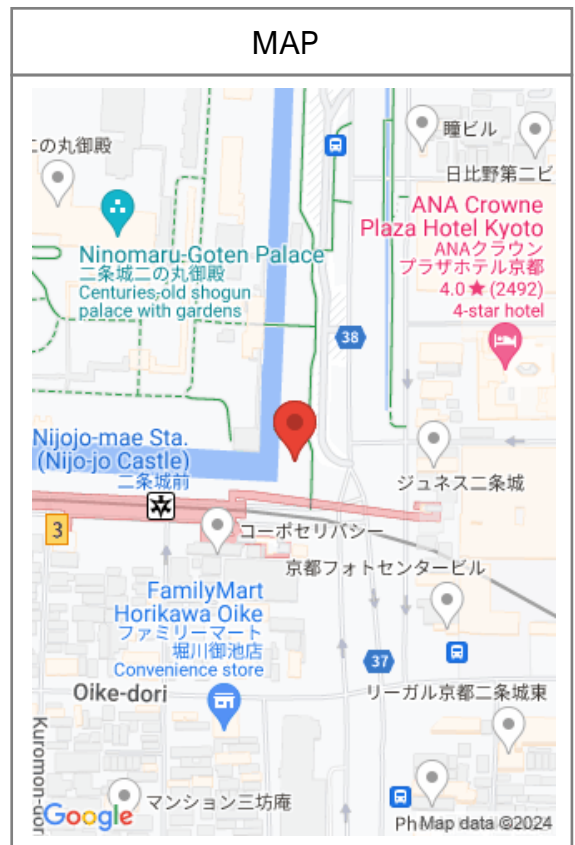 MAP
瞳ビル
二の丸御殿
日比野第二ビ
ANA Crowne
Plaza Hotel Kyoto
ANAクラウン
プラザホテル京都
4.0★(2492)
4-star hotel
Ninomaru-Goten Palace
二条城二の丸御殿
Centuries-old shogun
palace with gardens
38
Nijojo-mae Sta.
(Nijo-jo Castle)
二条城前
ジュネス二条城
3
コーポセリバシー
京都フォトセンタービル
FamilyMart
Horikawa Oike
ファミリーマート
堀川御池店
Convenience store
37
Oike-dori
リーガル京都二条城東
Kuromon-dori
マンション三坊庵
Google
Ph Map data ©2024